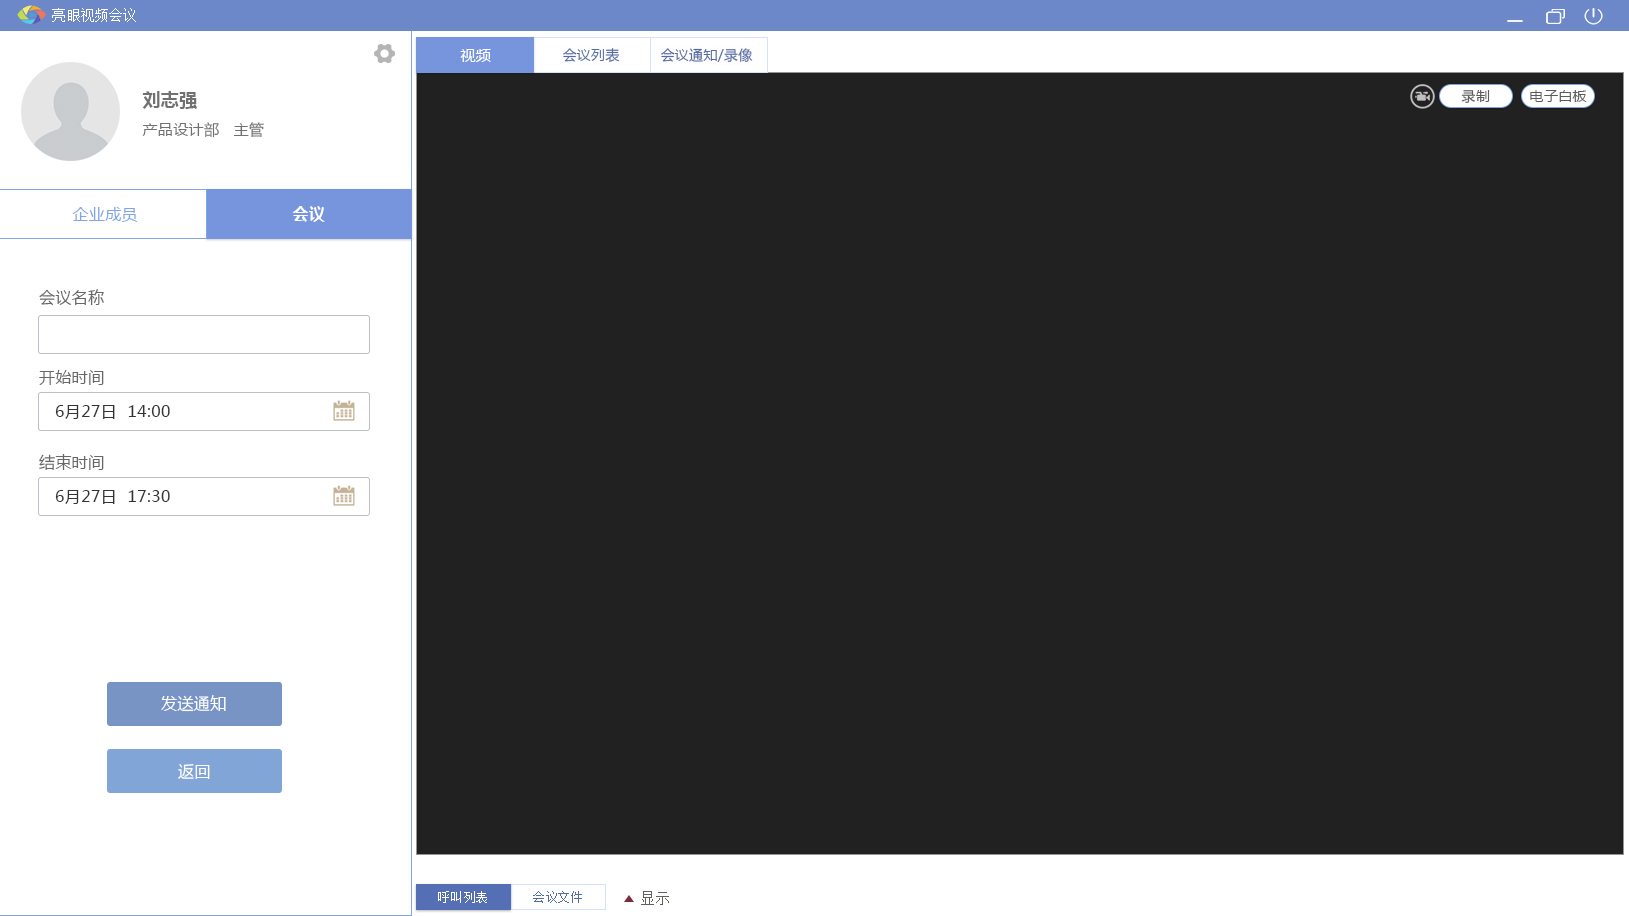 亮眼视频会议
刘志强
产品设计部 主管
企业成员 会议
会议名称
开始时间
6月27日 14:00
结束时间
6月27日 17:30
发送通知
返回
视频 会议列表 会议通知/录像
录制 电子白板
呼叫列表 会议文件 显示